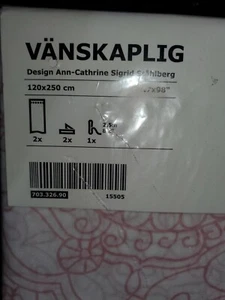 VÄNSKAPLIG
Design Ann-Cathrine Sigrid Ståhlberg
120x250 cm
2x 2x 1x
703.326.90
15505